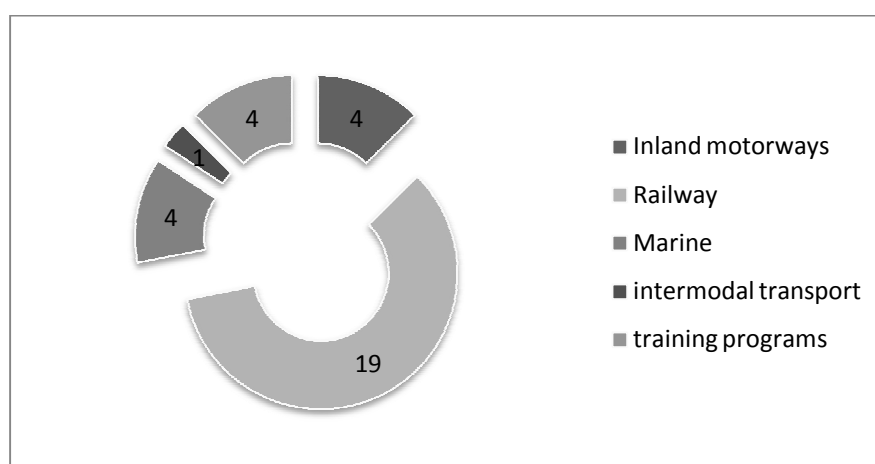 4
4
1
4
19
Inland motorways
Railway
Marine
intermodal transport
training programs